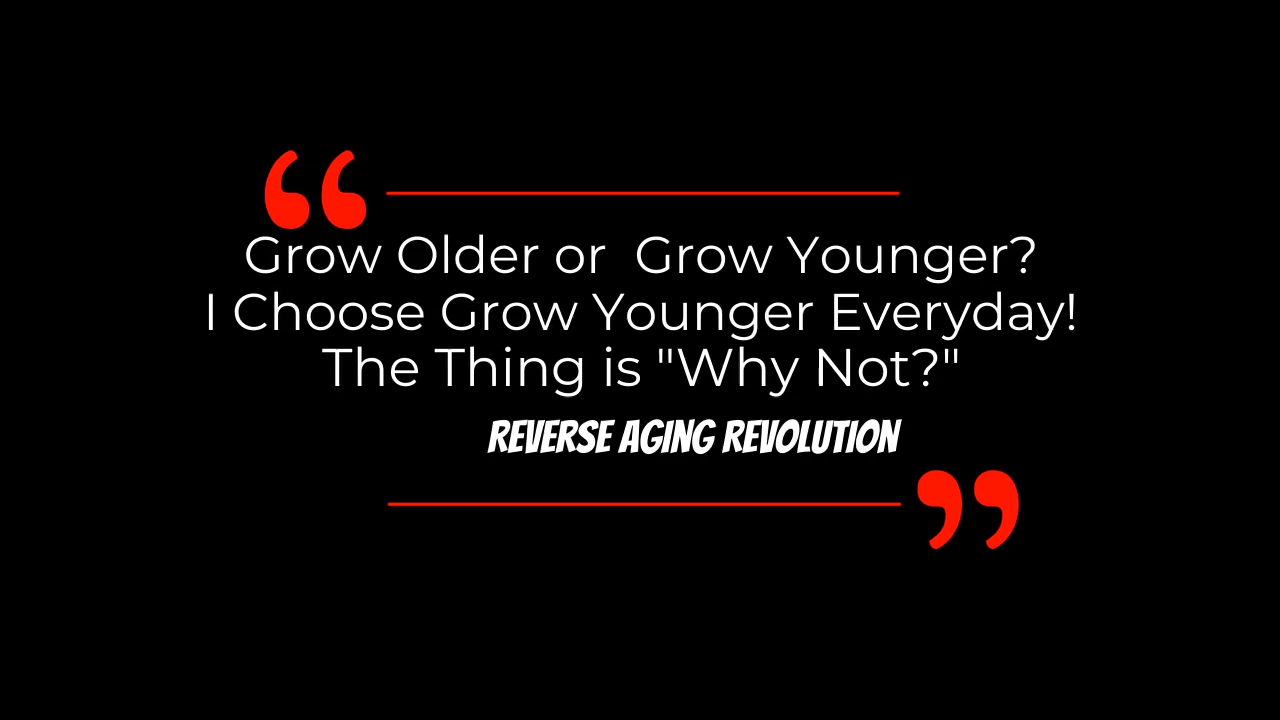 Grow Older or  Grow Younger?
I Choose Grow Younger Everyday!
The Thing is "Why Not?"
REVERSE AGING REVOLUTION